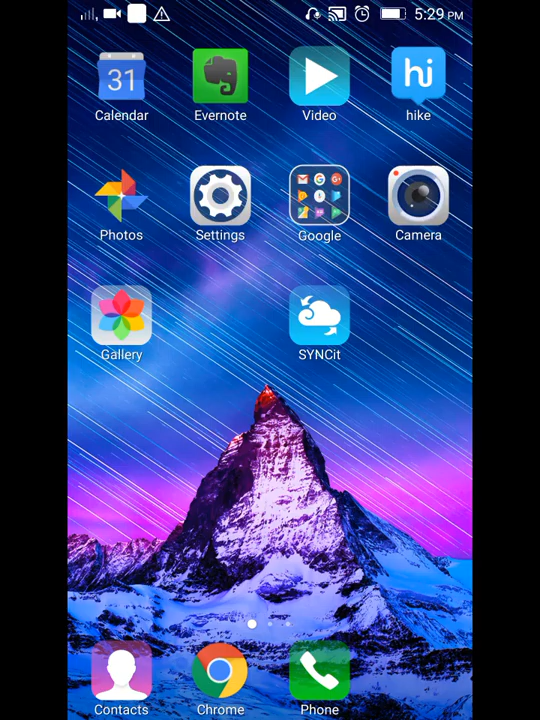 5:29 PM
31
hi
Calendar Evernote Video hike
Photos Settings Google Camera
Gallery SYNCit
Contacts Chrome Phone